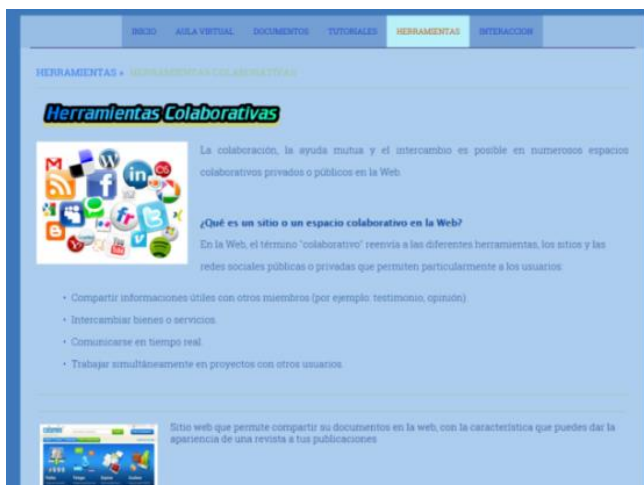 INICIO AULA VIRTUAL DOCUMENTOS TUTORIALES HERRAMIENTAS INTERACCION
HERRAMIENTAS » HERRAMIENTAS COLABORATIVAS
Herramientas Colaborativas
La colaboración, la ayuda mutua y el intercambio es posible en numerosos espacios
colaborativos privados o públicos en la Web.
¿Qué es un sitio o un espacio colaborativo en la Web?
En la Web, el término "colaborativo" reenvía a las diferentes herramientas, los sitios y las
redes sociales públicas o privadas que permiten particularmente a los usuarios:
• Compartir informaciones útiles con otros miembros (por ejemplo: testimonio, opinión).
• Intercambiar bienes o servicios.
• Comunicarse en tiempo real.
• Trabajar simultáneamente en proyectos con otros usuarios.
Sitio web que permite compartir su documentos en la web, con la característica que puedes dar la
apariencia de una revista a tus publicaciones